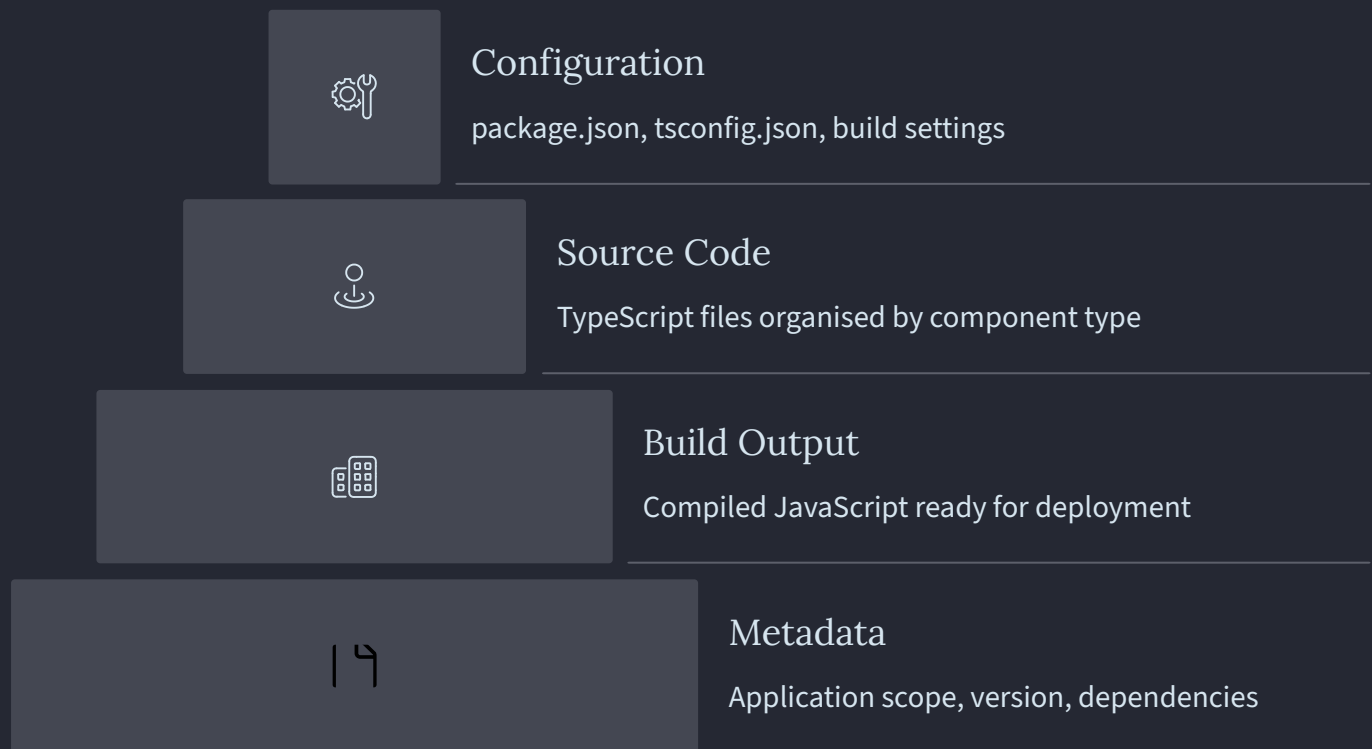 Configuration
package.json, tsconfig.json, build settings
Source Code
TypeScript files organised by component type
Build Output
Compiled JavaScript ready for deployment
Metadata
Application scope, version, dependencies